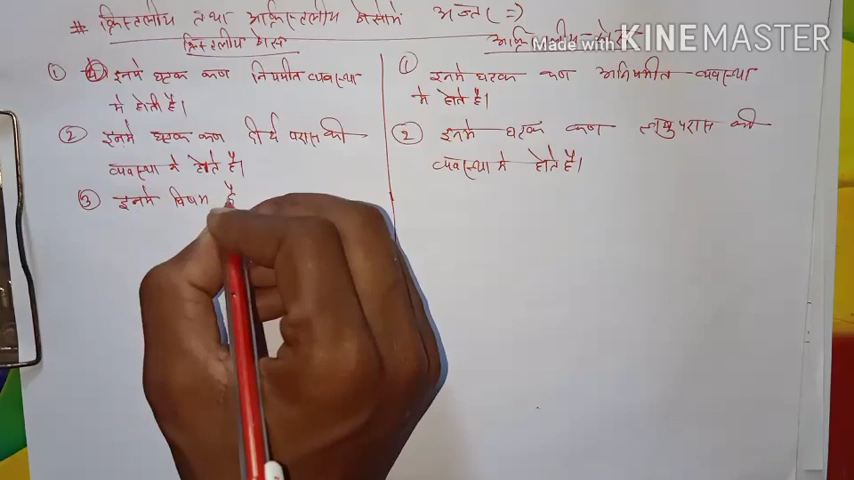 # क्रिस्टलीय तथा अक्रिस्टलीय ठोसो में अन्तर (⇒)
क्रिस्टलीय ठोस
① इनमे घटक कण नियमीत व्यवस्था
मे होती है।
② इनमे घटक कण दीर्घ परास की
व्यवस्था मे होते है।
③ इनमे विषम
① इनमे घटक कण अनियमीत व्यवस्था
मे होते है।
② इनमे घटक कण लघु परास की
व्यवस्था मे होते है।
Made with KINEMASTER